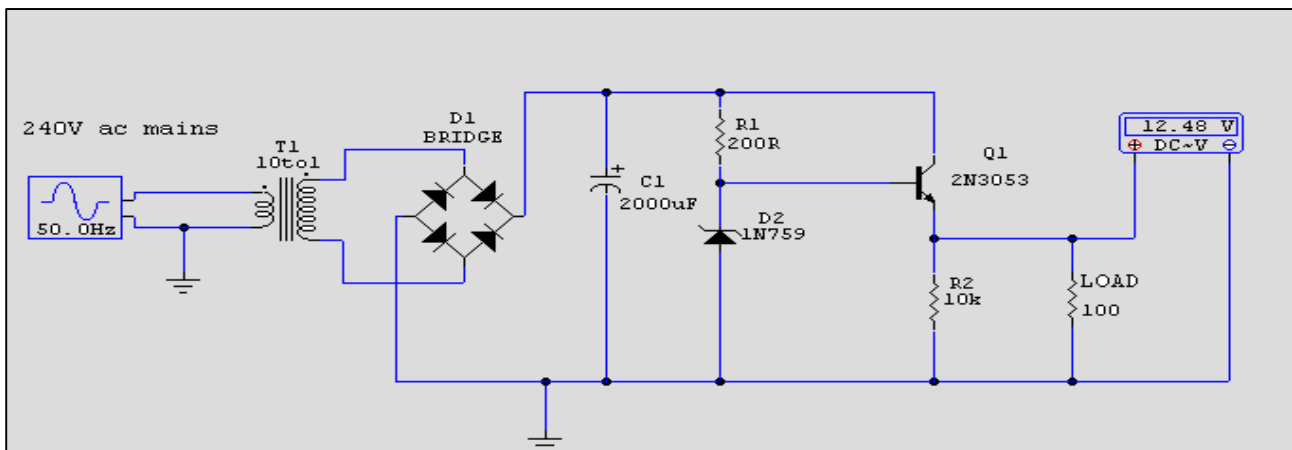 240V ac mains
50.0Hz
T1
10to1
D1
BRIDGE
C1
2000uF
R1
200R
D2
1N759
Q1
2N3053
R2
10k
LOAD
100
12.48 V
DC~V